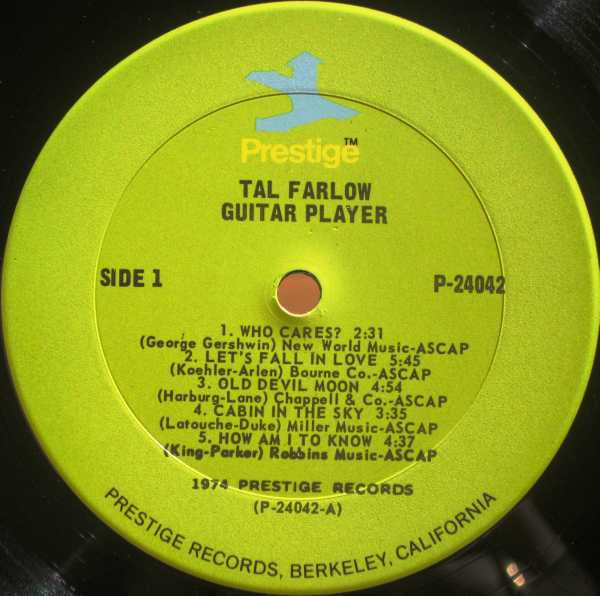 Prestige™
TAL FARLOW
GUITAR PLAYER
SIDE 1
P-24042
1. WHO CARES? 2:31
(George Gershwin) New World Music-ASCAP
2. LET'S FALL IN LOVE 5:45
(Koehler-Arlen) Bourne Co.-ASCAP
3. OLD DEVIL MOON 4:54
(Harburg-Lane) Chappell & Co.-ASCAP
4. CABIN IN THE SKY 3:35
(Latouche-Duke) Miller Music-ASCAP
5. HOW AM I TO KNOW 4:37
(King-Parker) Robbins Music-ASCAP
1974 PRESTIGE RECORDS
(P-24042-A)
PRESTIGE RECORDS, BERKELEY, CALIFORNIA